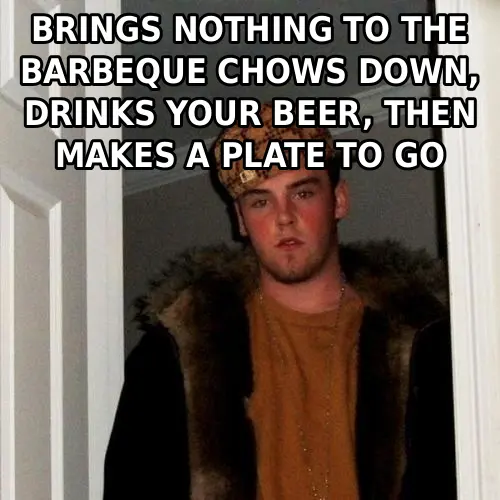 BRINGS NOTHING TO THE
BARBEQUE CHOWS DOWN,
DRINKS YOUR BEER, THEN
MAKES A PLATE TO GO